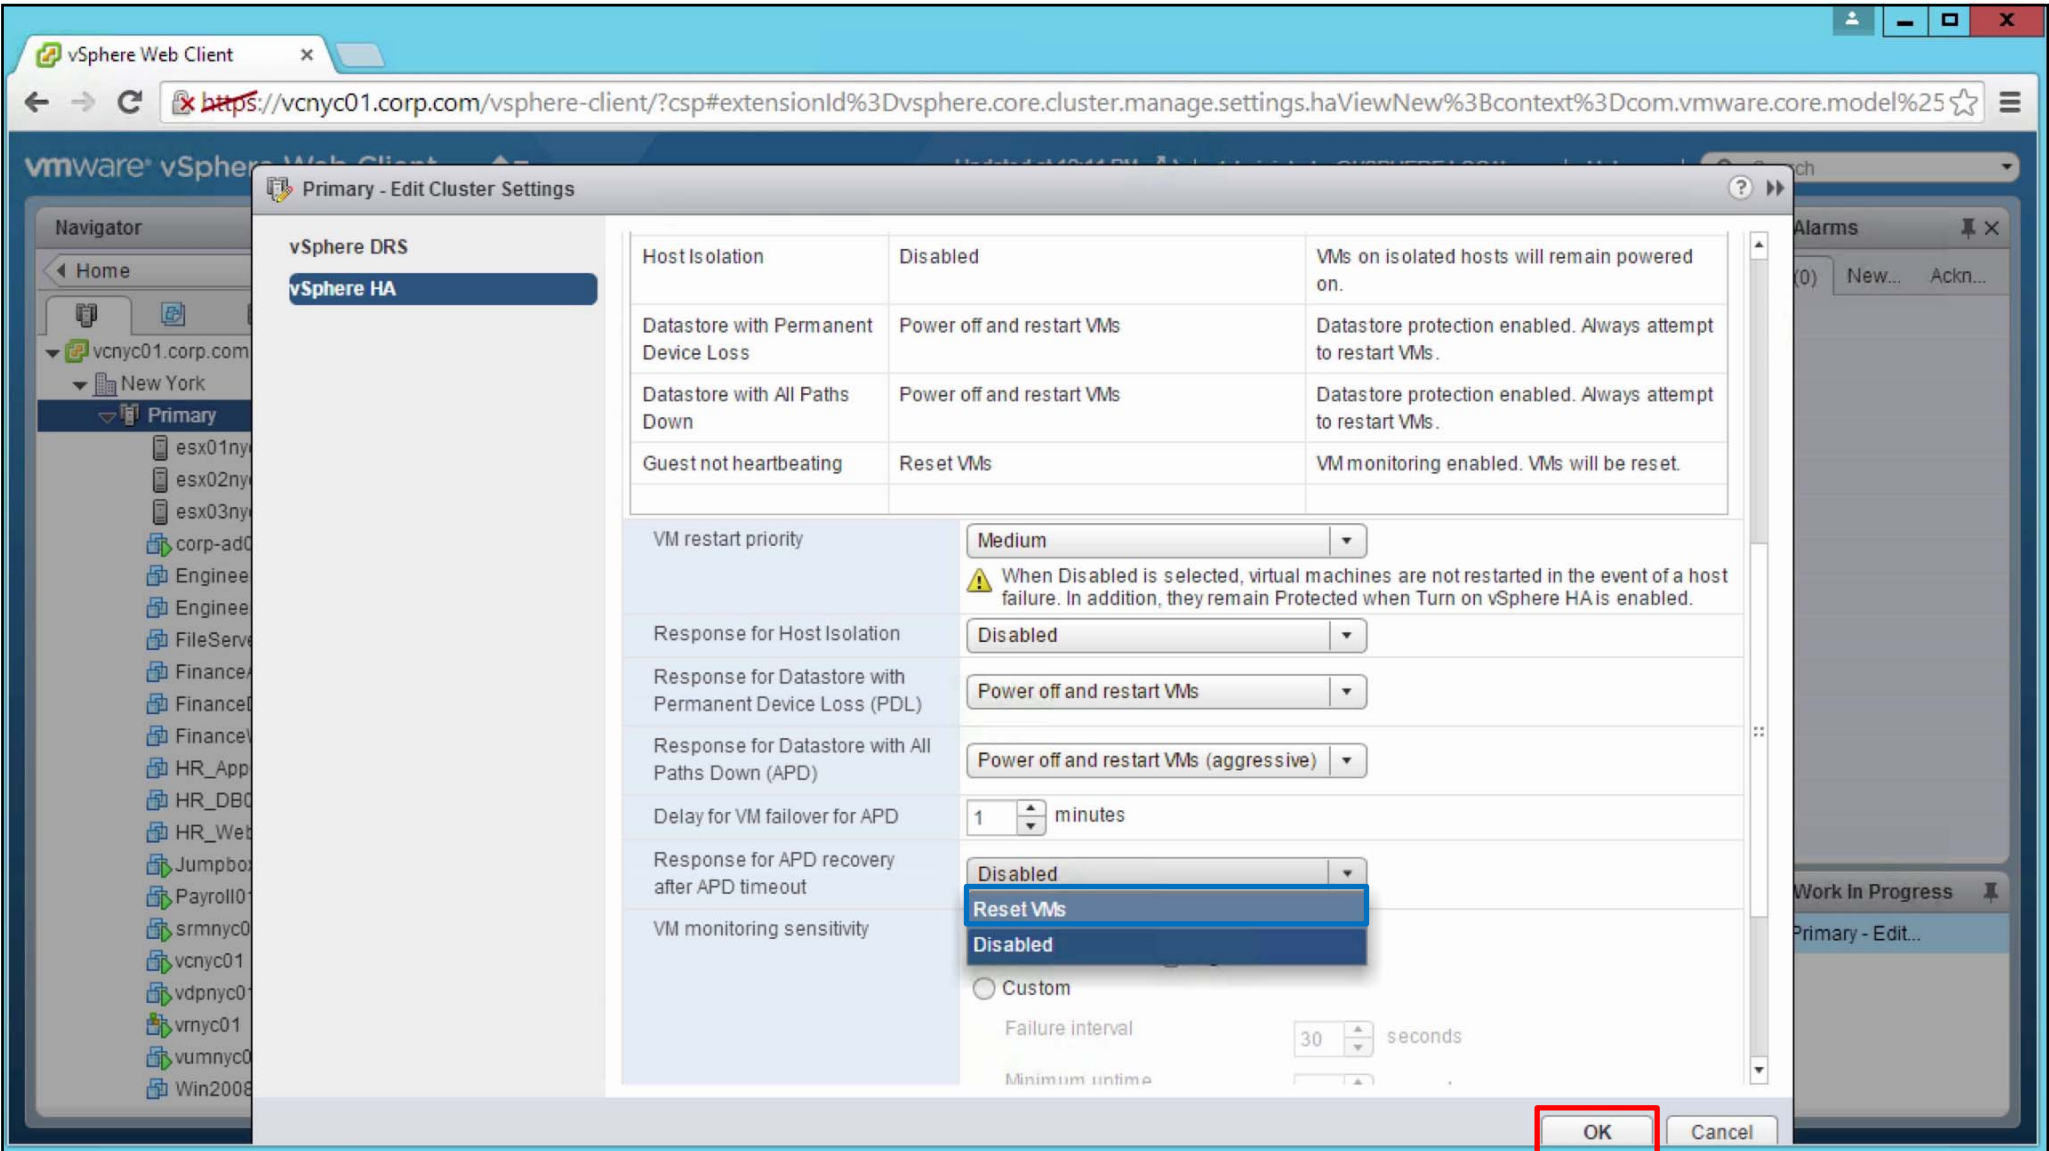 vSphere Web Client
https://vcnyc01.corp.com/vsphere-client/?csp#extensionId%3Dvsphere.core.cluster.manage.settings.haViewNew%3Bcontext%3Dcom.vmware.core.model%25
vmware® vSphere Web Client
Primary - Edit Cluster Settings
?
Navigator
Home
vcnyc01.corp.com
New York
Primary
esx01ny
esx02ny
esx03ny
corp-ad0
Enginee
Enginee
FileServe
Finance
Finance
Finance
HR_App
HR_DB0
HR_Web
Jumpbo
Payroll01
srmnyc0
vcnyc01
vdpnyc01
vrnyc01
vumnyc0
Win2008
vSphere DRS
vSphere HA
Host Isolation
Disabled
VMs on isolated hosts will remain powered
on.
Datastore with Permanent
Device Loss
Power off and restart VMs
Datastore protection enabled. Always attempt
to restart VMs.
Datastore with All Paths
Down
Power off and restart VMs
Datastore protection enabled. Always attempt
to restart VMs.
Guest not heartbeating
Reset VMs
VM monitoring enabled. VMs will be reset.
VM restart priority
Medium
When Disabled is selected, virtual machines are not restarted in the event of a host
failure. In addition, they remain Protected when Turn on vSphere HA is enabled.
Response for Host Isolation
Disabled
Response for Datastore with
Permanent Device Loss (PDL)
Power off and restart VMs
Response for Datastore with All
Paths Down (APD)
Power off and restart VMs (aggressive)
Delay for VM failover for APD
1 minutes
Response for APD recovery
after APD timeout
Disabled
Reset VMs
Disabled
VM monitoring sensitivity
Custom
Failure interval
30 seconds
Minimum uptime
OK
Cancel
Alarms
(0)
New...
Ackn...
Work In Progress
Primary - Edit...